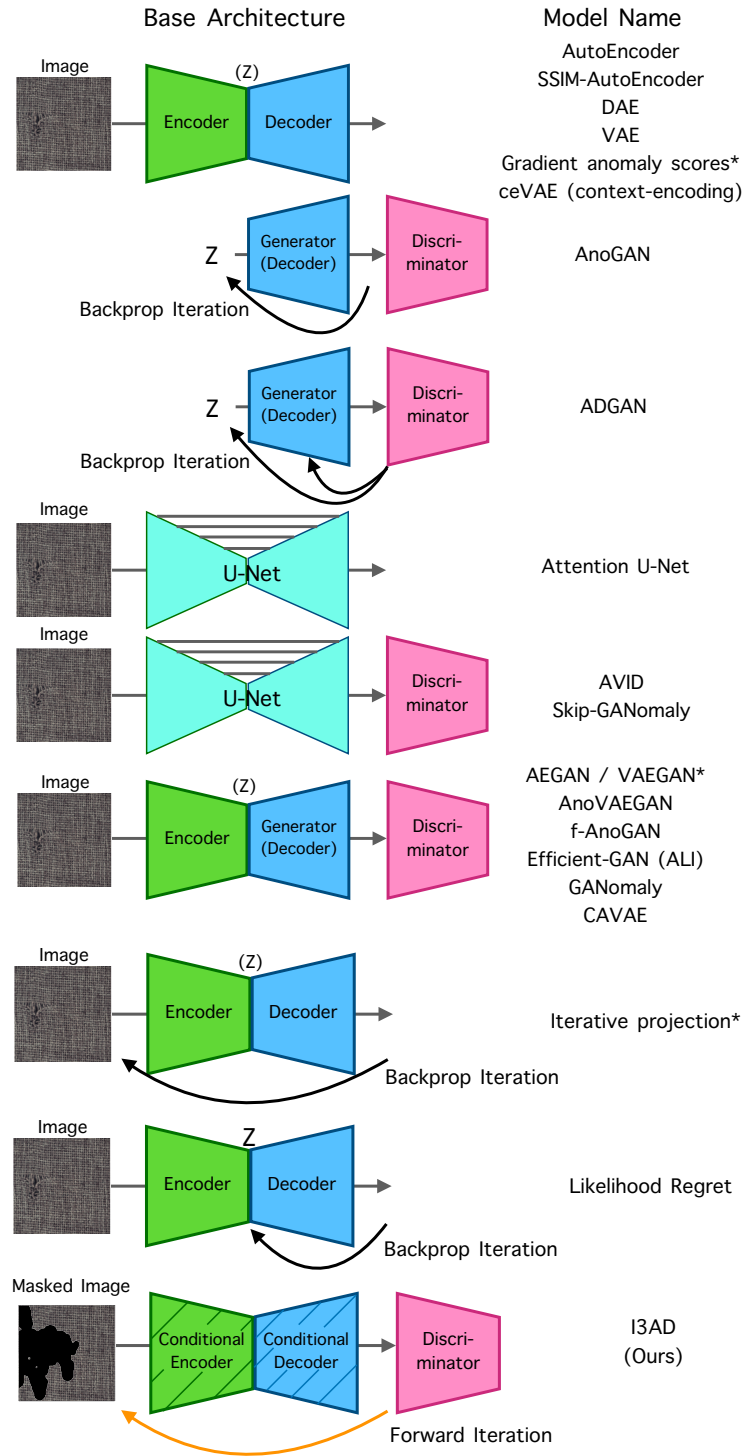 Base Architecture
Model Name
Image
(Z)
Encoder
Decoder
AutoEncoder
SSIM-AutoEncoder
DAE
VAE
Gradient anomaly scores*
ceVAE (context-encoding)
Z
Generator
(Decoder)
Discri-
minator
Backprop Iteration
AnoGAN
Z
Generator
(Decoder)
Discri-
minator
Backprop Iteration
ADGAN
Image
U-Net
Attention U-Net
Image
U-Net
Discri-
minator
AVID
Skip-GANomaly
Image
(Z)
Encoder
Generator
(Decoder)
Discri-
minator
AEGAN / VAEGAN*
AnoVAEGAN
f-AnoGAN
Efficient-GAN (ALI)
GANomaly
CAVAE
Image
(Z)
Encoder
Decoder
Backprop Iteration
Iterative projection*
Image
Z
Encoder
Decoder
Backprop Iteration
Likelihood Regret
Masked Image
Conditional
Encoder
Conditional
Decoder
Discri-
minator
Forward Iteration
I3AD
(Ours)